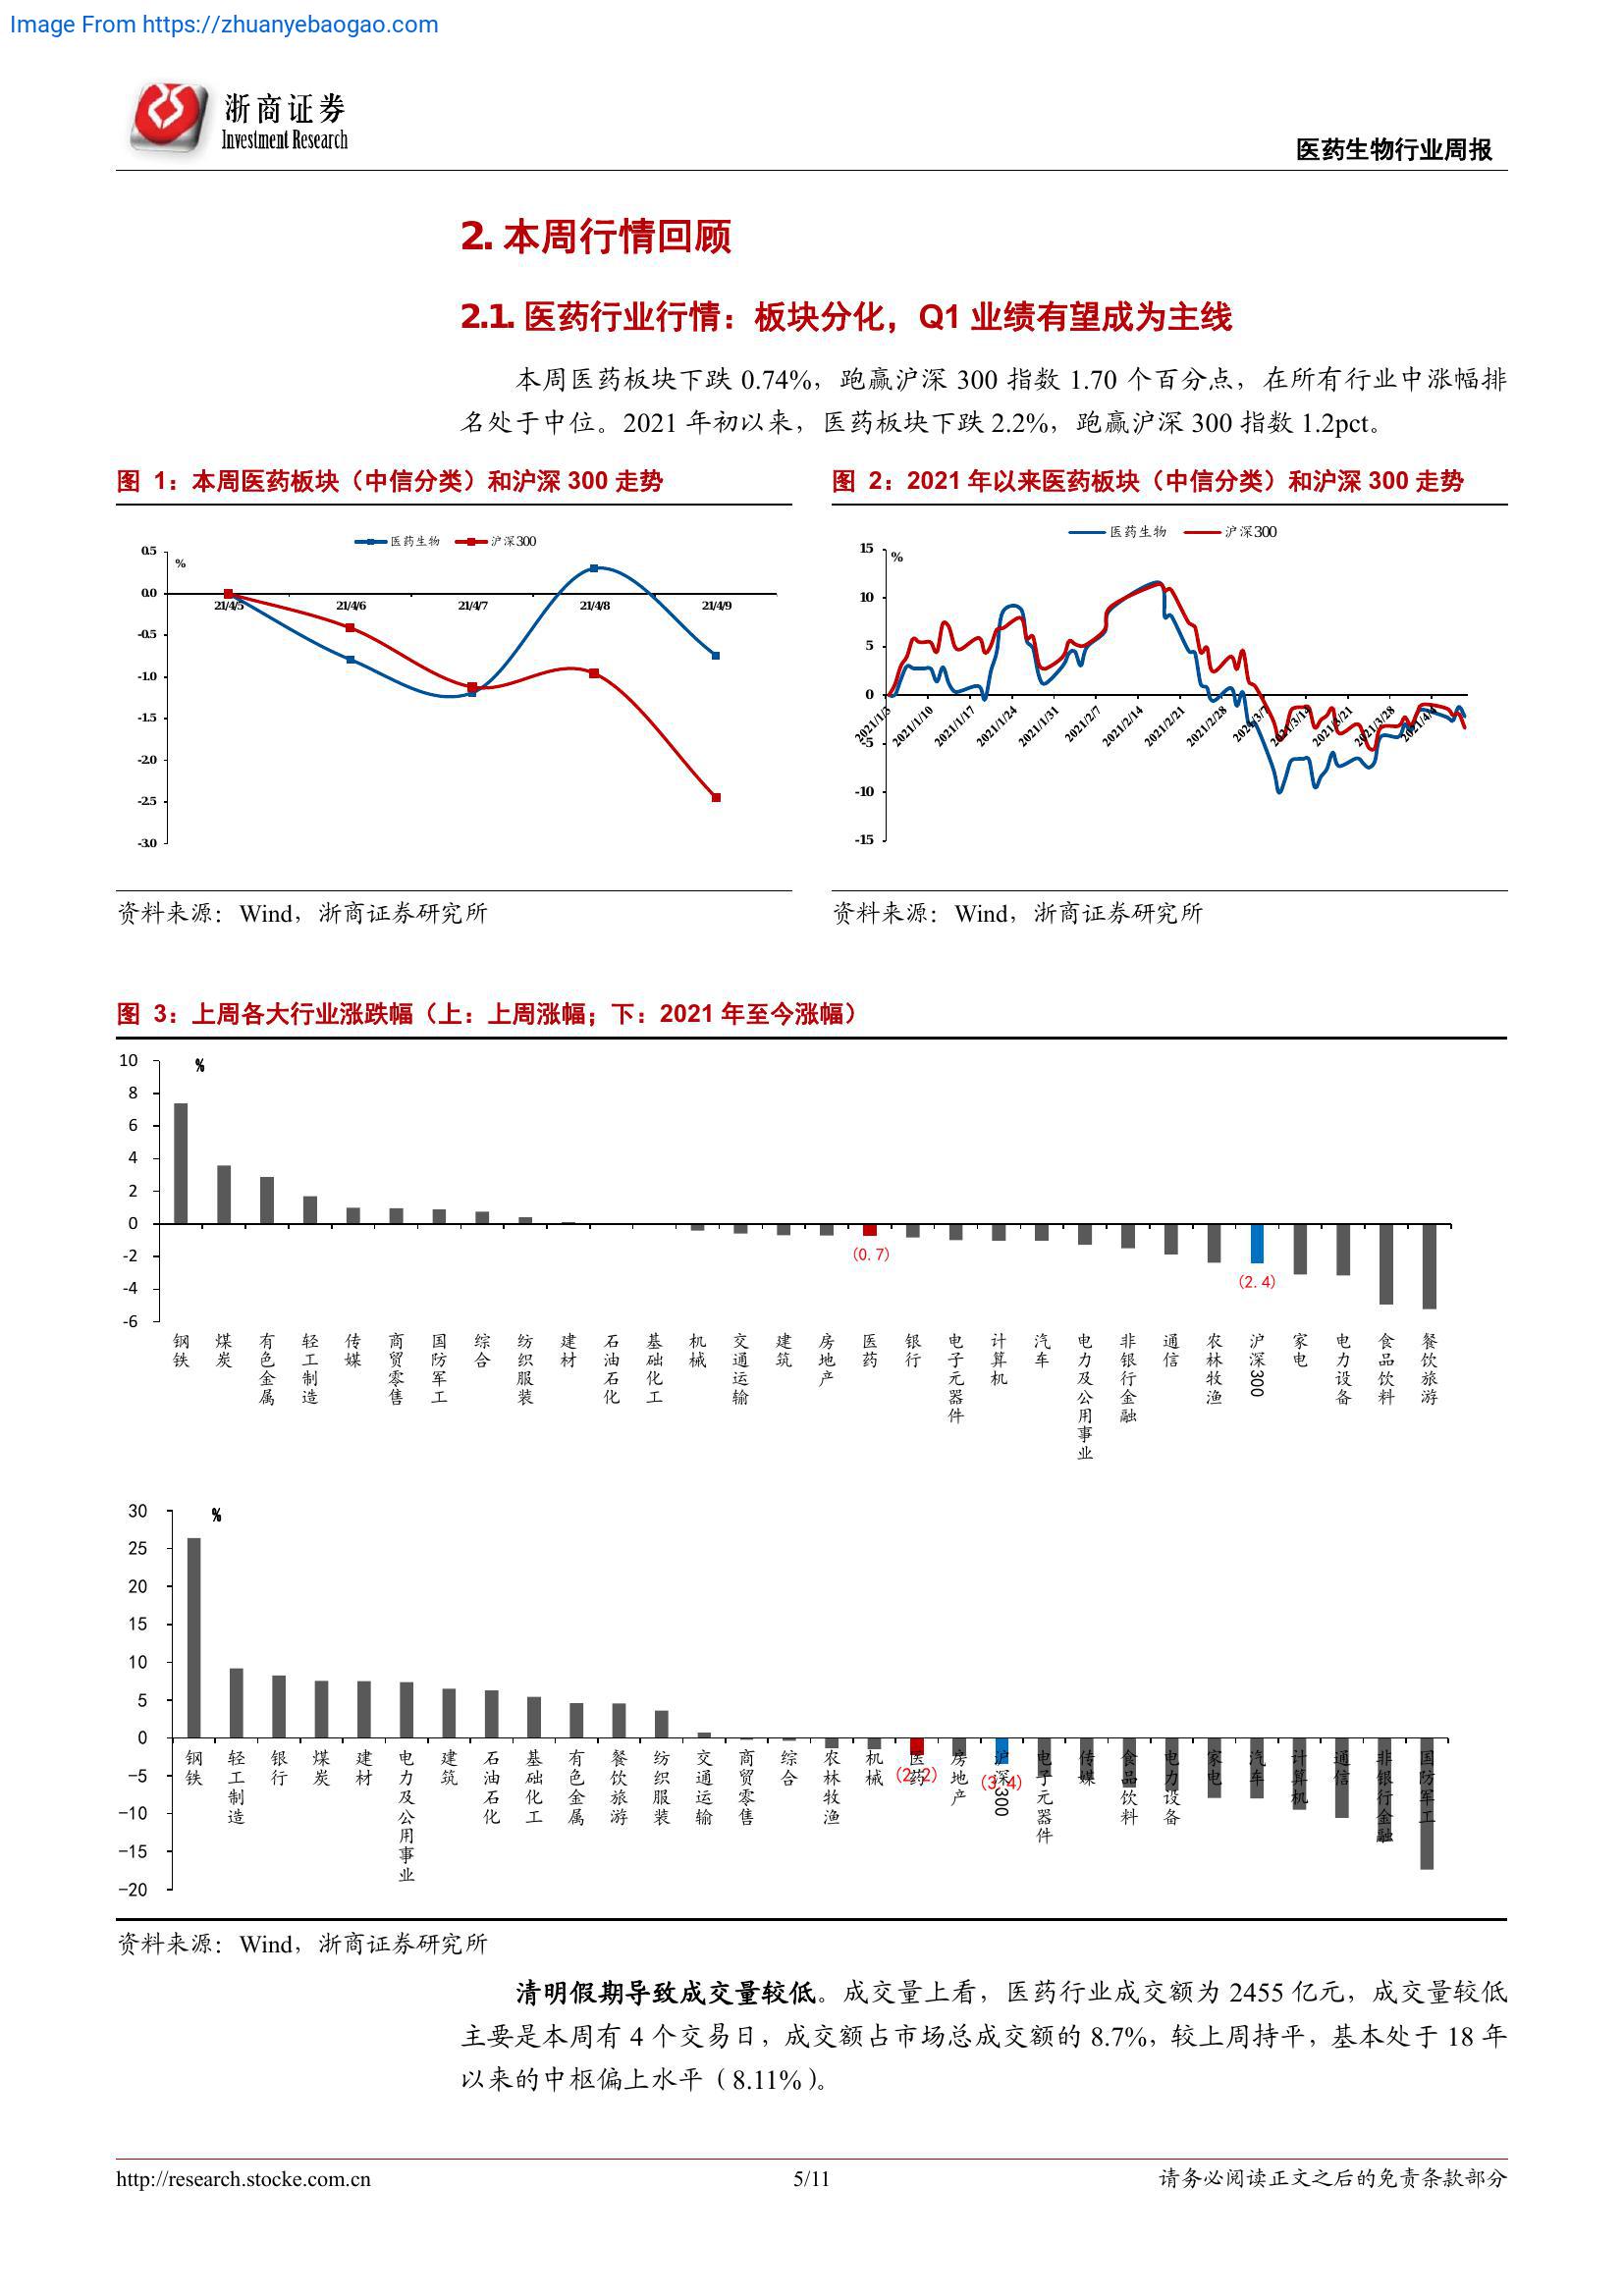 Image From https://zhuanyebaogao.com
浙商证券
Investment Research
医药生物行业周报
2. 本周行情回顾
2.1. 医药行业行情：板块分化，Q1 业绩有望成为主线
本周医药板块下跌 0.74%，跑赢沪深 300 指数 1.70 个百分点，在所有行业中涨幅排
名处于中位。2021 年初以来，医药板块下跌 2.2%，跑赢沪深 300 指数 1.2pct。
图 1：本周医药板块（中信分类）和沪深 300 走势
医药生物 沪深300
%
0.5
0.0
-0.5
-1.0
-1.5
-2.0
-2.5
-3.0
21/4/5 21/4/6 21/4/7 21/4/8 21/4/9
资料来源：Wind，浙商证券研究所
图 2：2021 年以来医药板块（中信分类）和沪深 300 走势
医药生物 沪深300
%
15
10
5
0
-5
-10
-15
2021/1/3 2021/1/10 2021/1/17 2021/1/24 2021/1/31 2021/2/7 2021/2/14 2021/2/21 2021/2/28 2021/3/7 2021/3/14 2021/3/21 2021/3/28 2021/4/4
资料来源：Wind，浙商证券研究所
图 3：上周各大行业涨跌幅（上：上周涨幅；下：2021 年至今涨幅）
%
10
8
6
4
2
0
-2
-4
-6
(0.7)
(2.4)
钢铁 煤炭 有色金属 轻工制造 传媒 商贸零售 国防军工 综合 纺织服装 建材 石油石化 基础化工 机械 交通运输 建筑 房地产 医药 银行 电子元器件 计算机 汽车 电力及公用事业 非银行金融 通信 农林牧渔 沪深300 家电 电力设备 食品饮料 餐饮旅游
%
30
25
20
15
10
5
0
-5
-10
-15
-20
钢铁 轻工制造 银行 煤炭 建材 电力及公用事业 建筑 石油石化 基础化工 有色金属 餐饮旅游 纺织服装 交通运输 商贸零售 综合 农林牧渔 机械 医药 房地产 沪深300 电子元器件 传媒 食品饮料 电力设备 家电 汽车 计算机 通信 非银行金融 国防军工
(2.2)
(3.4)
资料来源：Wind，浙商证券研究所
清明假期导致成交量较低。成交量上看，医药行业成交额为 2455 亿元，成交量较低
主要是本周有 4 个交易日，成交额占市场总成交额的 8.7%，较上周持平，基本处于 18 年
以来的中枢偏上水平（8.11%）。
http://research.stocke.com.cn
5/11
请务必阅读正文之后的免责条款部分